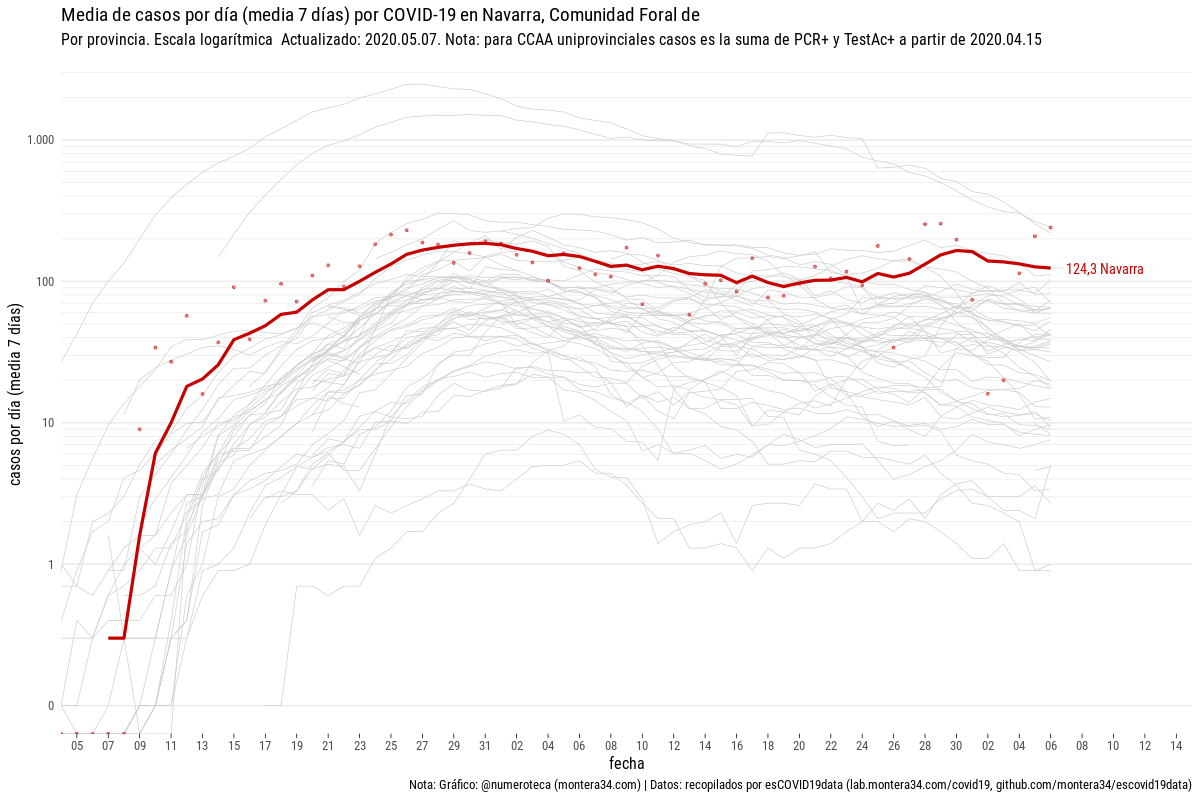 Media de casos por día (media 7 días) por COVID-19 en Navarra, Comunidad Foral de
Por provincia. Escala logarítmica  Actualizado: 2020.05.07. Nota: para CCAA uniprovinciales casos es la suma de PCR+ y TestAc+ a partir de 2020.04.15
casos por día (media 7 días)
1.000
100
10
1
0
124,3 Navarra
05 07 09 11 13 15 17 19 21 23 25 27 29 31 02 04 06 08 10 12 14 16 18 20 22 24 26 28 30 02 04 06 08 10 12 14
fecha
Nota: Gráfico: @numeroteca (montera34.com) | Datos: recopilados por esCOVID19data (lab.montera34.com/covid19, github.com/montera34/escovid19data)